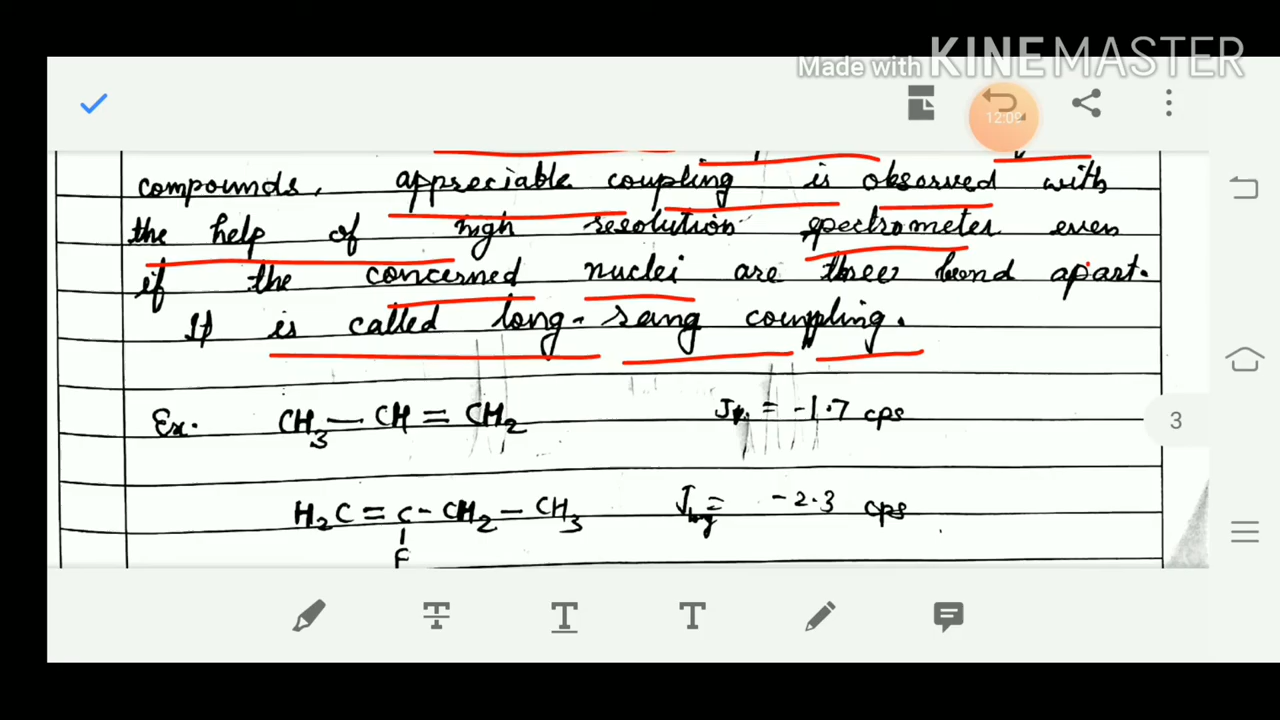 Made with KINEMASTER
12:09
compounds, appreciable coupling is observed with
the help of high resolution spectrometer even
if the concerned nuclei are three bond apart.
It is called long-rang coupling.
Ex. CH3 — CH = CH2 = -1.7 cps
3
H2C = C - CH2 — CH3 = -2.3 cps
F
T T T